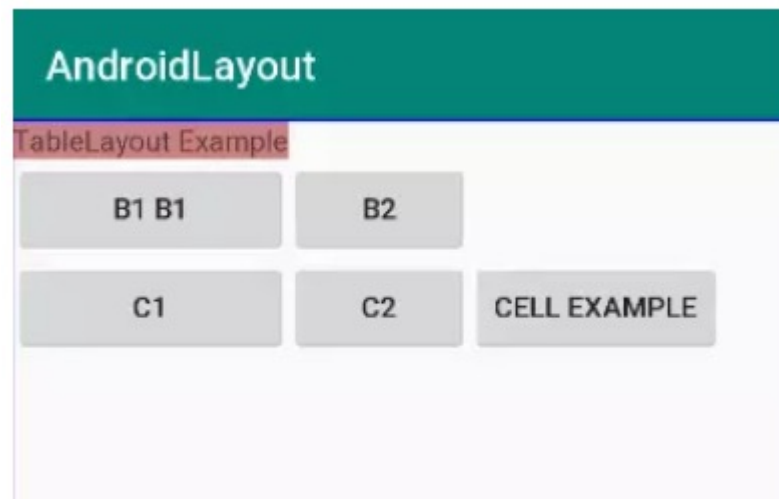 AndroidLayout
TableLayout Example
B1 B1 B2
C1 C2 CELL EXAMPLE